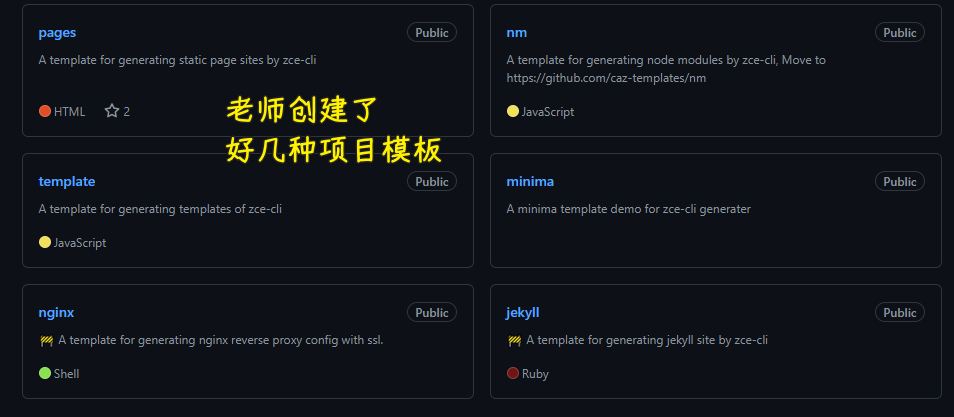 pages
Public
A template for generating static page sites by zce-cli
HTML
2
nm
Public
A template for generating node modules by zce-cli, Move to
https://github.com/caz-templates/nm
JavaScript
老师创建了
好几种项目模板
template
Public
A template for generating templates of zce-cli
JavaScript
minima
Public
A minima template demo for zce-cli generater
nginx
Public
🚧 A template for generating nginx reverse proxy config with ssl.
Shell
jekyll
Public
🚧 A template for generating jekyll site by zce-cli
Ruby